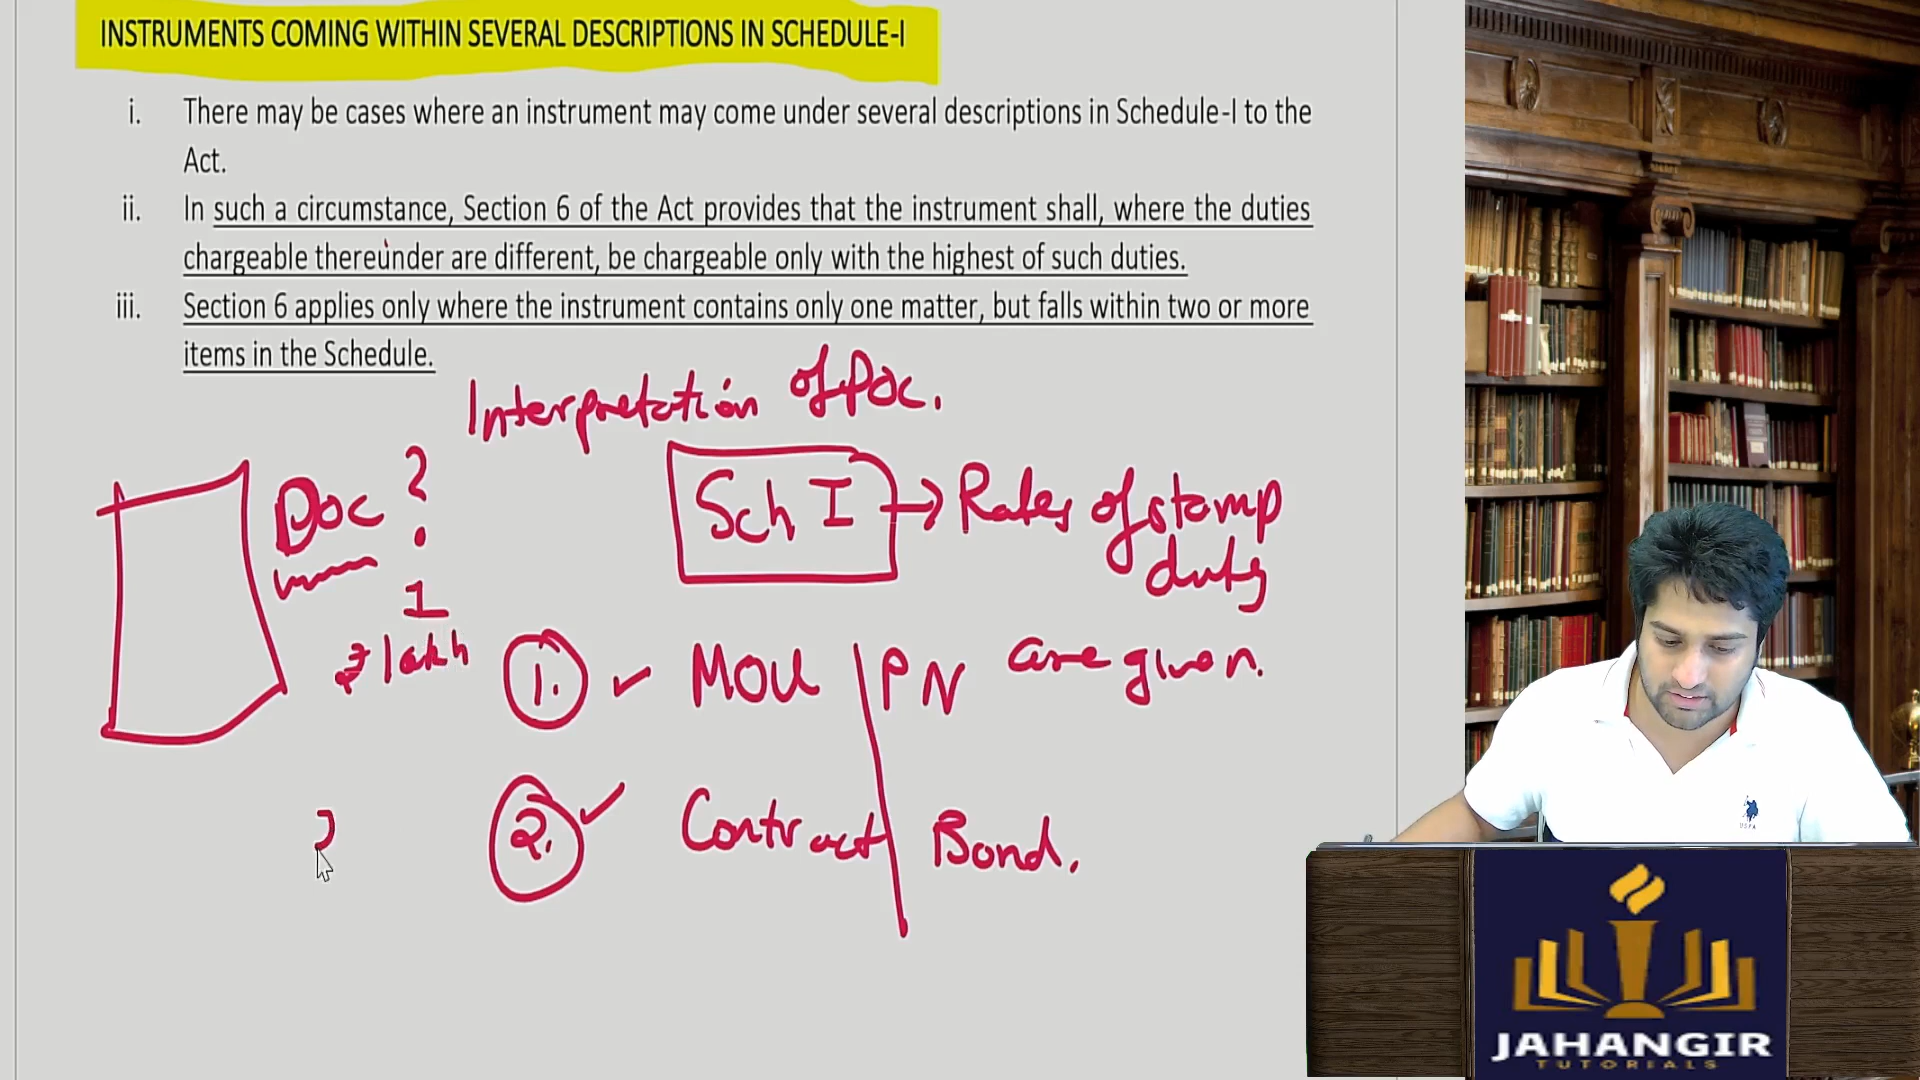 INSTRUMENTS COMING WITHIN SEVERAL DESCRIPTIONS IN SCHEDULE-I
i. There may be cases where an instrument may come under several descriptions in Schedule-I to the
Act.
ii. In such a circumstance, Section 6 of the Act provides that the instrument shall, where the duties
chargeable thereunder are different, be chargeable only with the highest of such duties.
iii. Section 6 applies only where the instrument contains only one matter, but falls within two or more
items in the Schedule.
Interpretation of Doc.
Doc ?
Sch I → Rates of stamp
duty
1
₹1 lakh
1. ✓ MOU | PN are given.
2. ✓ Contract | Bond.
USPA
JAHANGIR
TUTORIALS